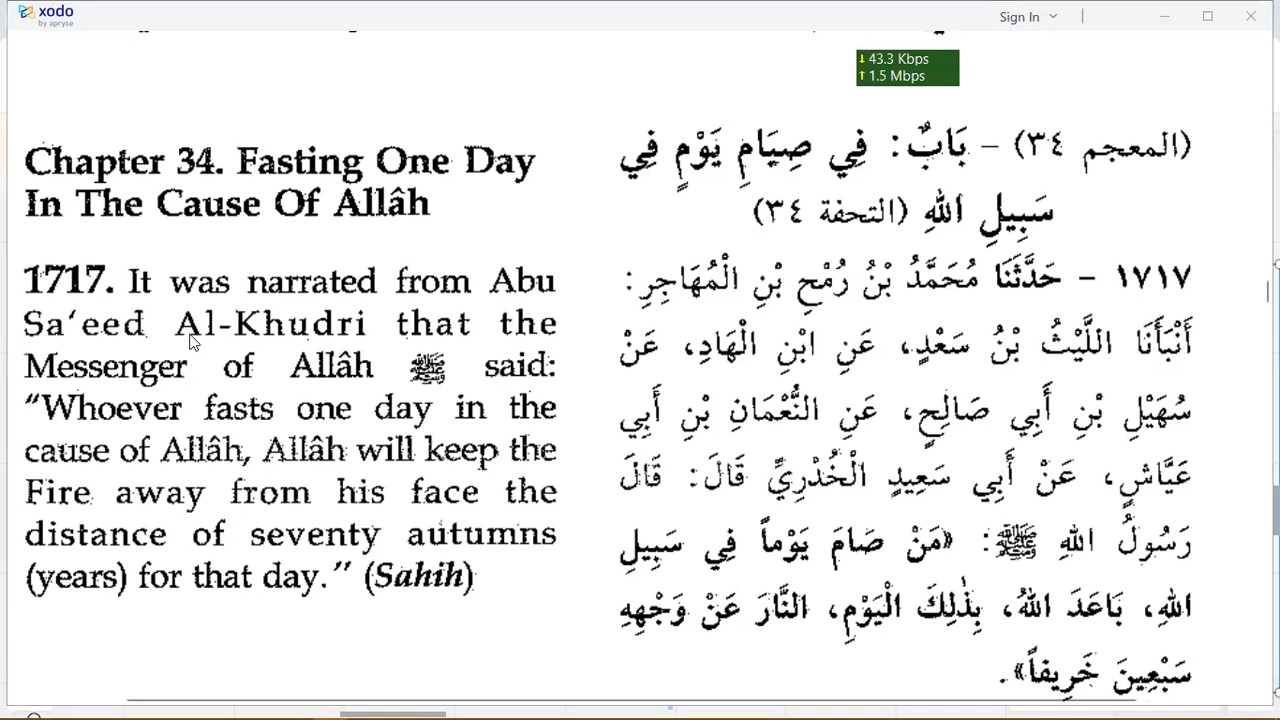 xodo
by apryse
Sign In
↓ 43.3 Kbps
↑ 1.5 Mbps
Chapter 34. Fasting One Day
In The Cause Of Allâh
1717. It was narrated from Abu
Sa‘eed Al-Khudri that the
Messenger of Allâh ﷺ said:
“Whoever fasts one day in the
cause of Allâh, Allâh will keep the
Fire away from his face the
distance of seventy autumns
(years) for that day.” (Sahih)
(المعجم ٣٤) - بَابٌ: فِي صِيَامِ يَوْمٍ فِي
سَبِيلِ اللهِ (التحفة ٣٤)
١٧١٧ - حَدَّثَنَا مُحَمَّدُ بْنُ رُمْحِ بْنِ الْمُهَاجِرِ:
أَنْبَأَنَا اللَّيْثُ بْنُ سَعْدٍ، عَنِ ابْنِ الْهَادِ، عَنْ
سُهَيْلِ بْنِ أَبِي صَالِحٍ، عَنِ النُّعْمَانِ بْنِ أَبِي
عَيَّاشٍ، عَنْ أَبِي سَعِيدٍ الْخُدْرِيِّ قَالَ: قَالَ
رَسُولُ اللهِ ﷺ: «مَنْ صَامَ يَوْماً فِي سَبِيلِ
اللهِ، بَاعَدَ اللهُ، بِذٰلِكَ الْيَوْمِ، النَّارَ عَنْ وَجْهِهِ
سَبْعِينَ خَرِيفاً».